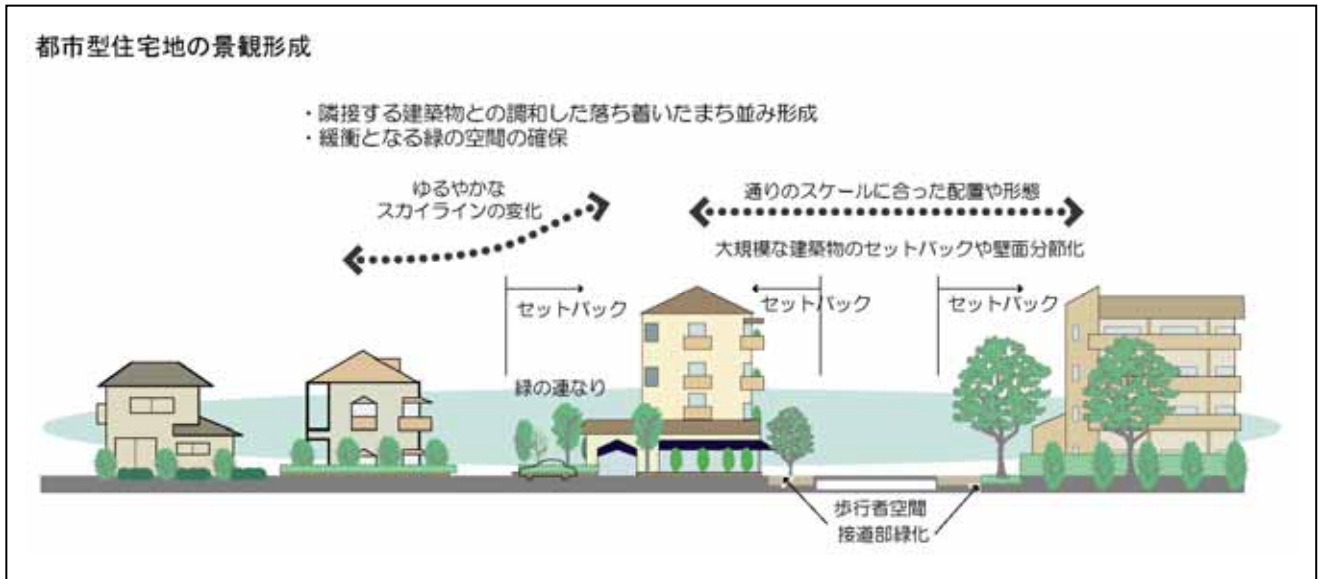 都市型住宅地の景観形成
・隣接する建築物との調和した落ち着いたまち並み形成
・緩衝となる緑の空間の確保
ゆるやかな
スカイラインの変化
通りのスケールに合った配置や形態
大規模な建築物のセットバックや壁面分節化
セットバック
セットバック
セットバック
緑の連なり
歩行者空間
接道部緑化